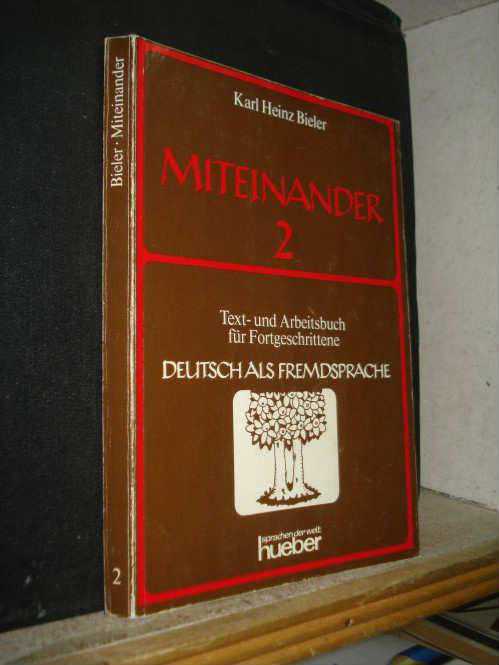 Bieler · Miteinander
2
Karl Heinz Bieler
MITEINANDER
2
Text- und Arbeitsbuch
für Fortgeschrittene
DEUTSCH ALS FREMDSPRACHE
sprachen der welt
hueber